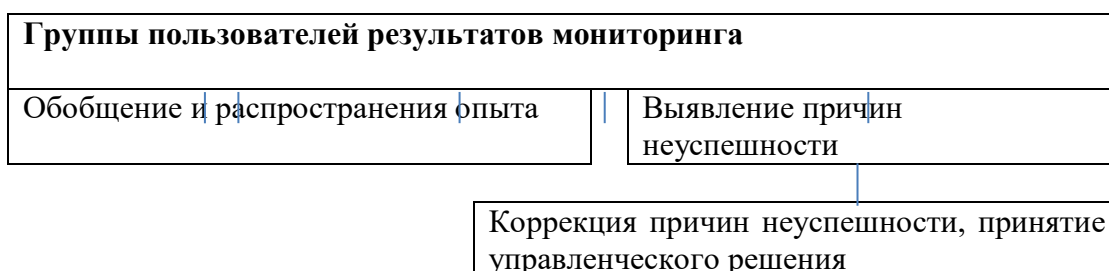 Группы пользователей результатов мониторинга
Обобщение и распространения опыта
Выявление причин
неуспешности
Коррекция причин неуспешности, принятие
управленческого решения